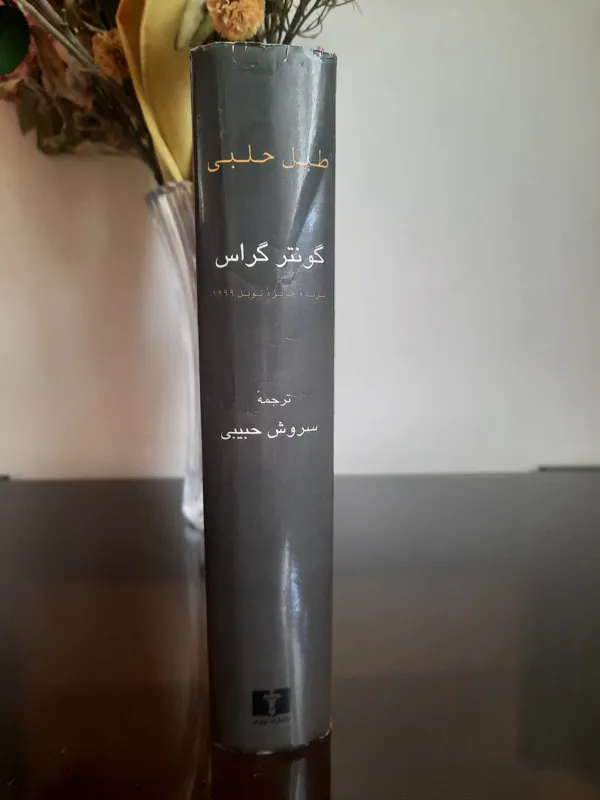 طبل حلبی
گونتر گراس
برندهٔ جایزهٔ نوبل ۱۹۹۹
ترجمهٔ
سروش حبیبی